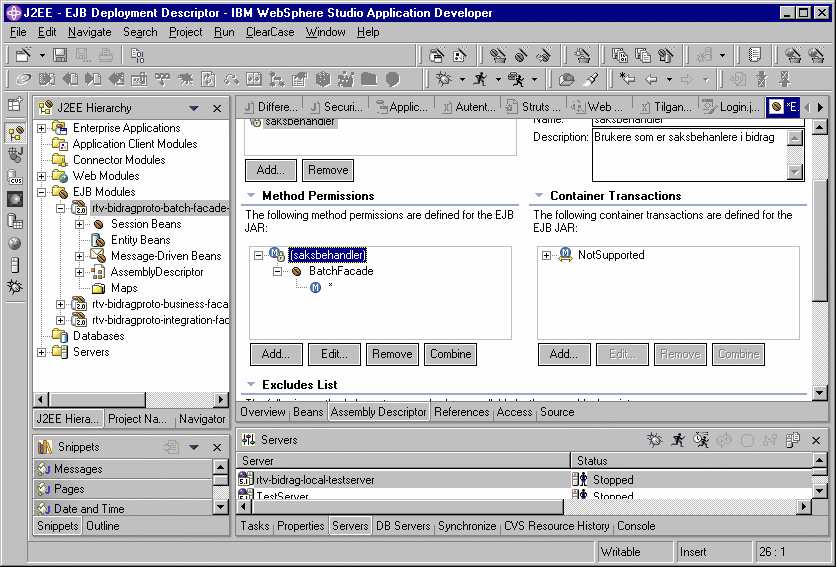 J2EE - EJB Deployment Descriptor - IBM WebSphere Studio Application Developer
File Edit Navigate Search Project Run ClearCase Window Help
J2EE Hierarchy
Enterprise Applications
Application Client Modules
Connector Modules
Web Modules
EJB Modules
rtv-bidragproto-batch-facade-
Session Beans
Entity Beans
Message-Driven Beans
AssemblyDescriptor
Maps
rtv-bidragproto-business-faca
rtv-bidragproto-integration-fac
Databases
Servers
J2EE Hiera... Project Na... Navigator
Snippets
Messages
Pages
Date and Time
Snippets Outline
Differe... Securi... Applic... Autent... Struts ... Web ... Tilgan... Login.j... *E
saksbehandler
Name: saksbehandler
Description: Brukere som er saksbehanlere i bidrag
Add... Remove
Method Permissions
The following method permissions are defined for the EJB
JAR:
(saksbehandler)
BatchFacade
*
Add... Edit... Remove Combine
Container Transactions
The following container transactions are defined for the
EJB JAR:
NotSupported
Add... Edit... Remove Combine
Excludes List
Overview Beans Assembly Descriptor References Access Source
Servers
Server Status
rtv-bidrag-local-testserver Stopped
TestServer Stopped
Tasks Properties Servers DB Servers Synchronize CVS Resource History Console
Writable Insert 26 : 1